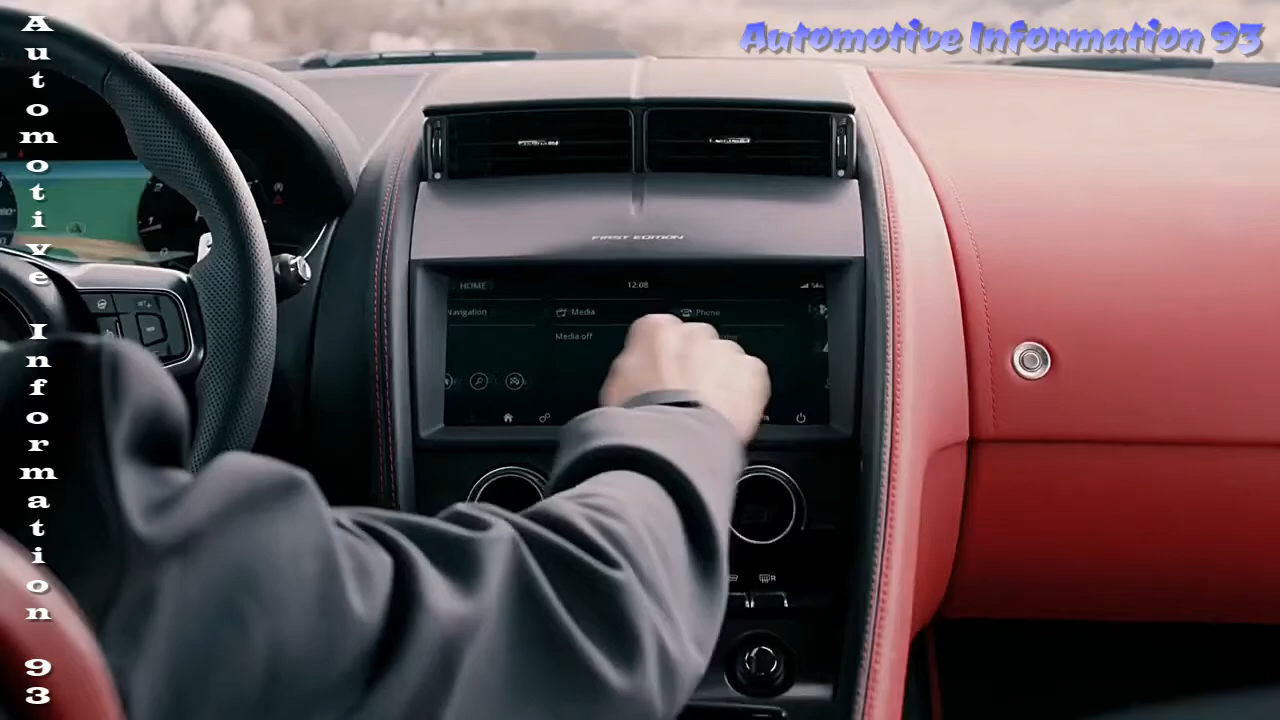 Automotive Information 93
Automotive Information 93
FIRST EDITION
HOME
12:08
Navigation
Media
Phone
Media off
R